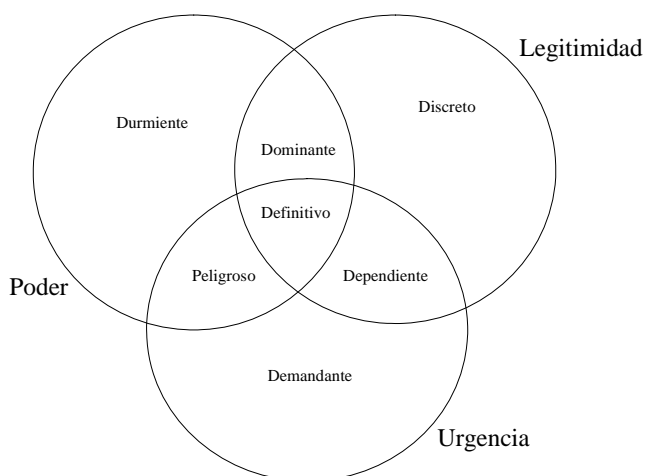 Legitimidad
Discreto
Durmiente
Dominante
Definitivo
Peligroso
Dependiente
Poder
Demandante
Urgencia